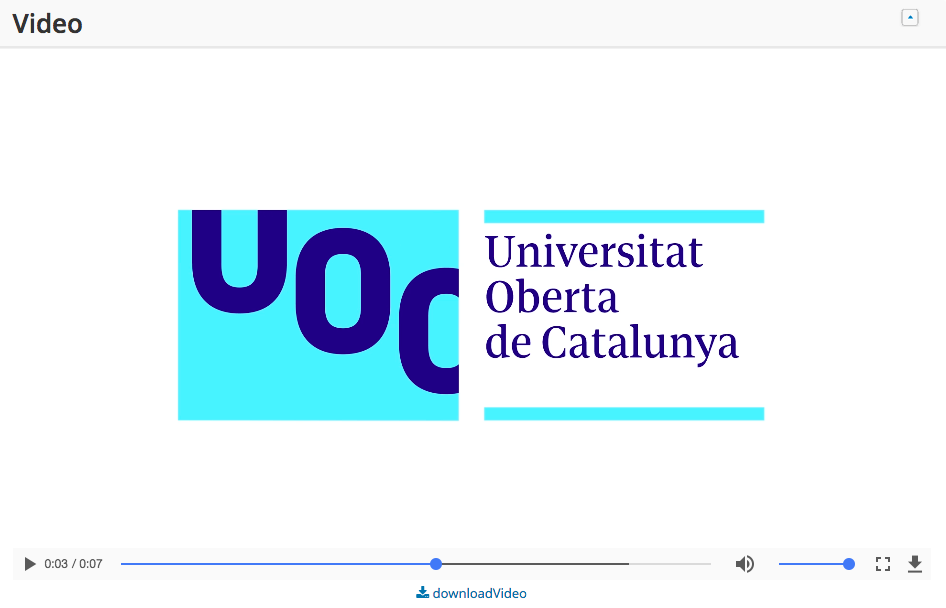 Video
UOC
Universitat
Oberta
de Catalunya
0:03 / 0:07
downloadVideo